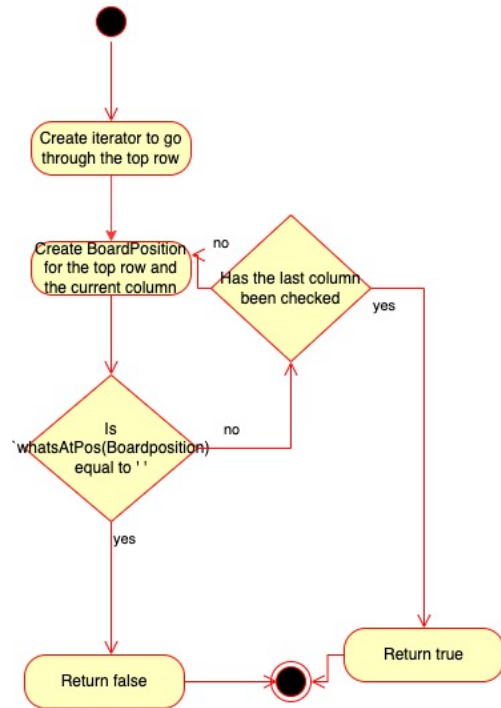 Create iterator to go
through the top row
Create BoardPosition
for the top row and
the current column
no
Has the last column
been checked
yes
Is
`whatsAtPos(Boardposition)
equal to ' '
no
yes
Return false
Return true